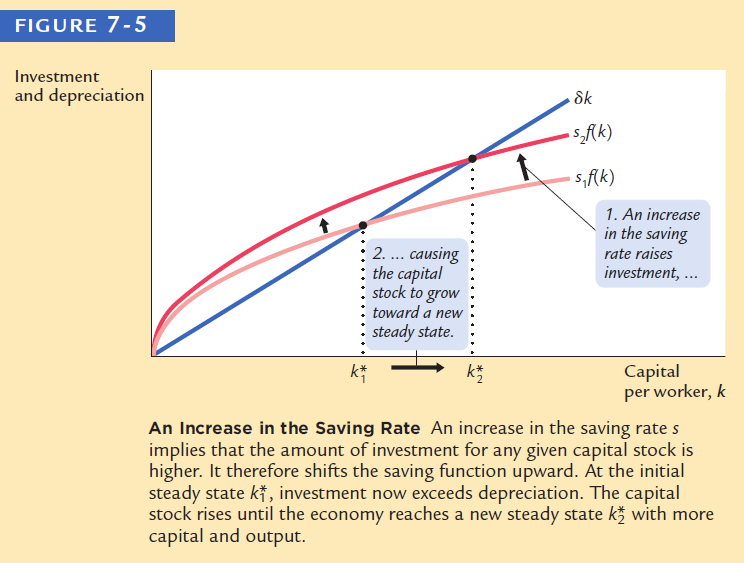 FIGURE 7-5
Investment
and depreciation
δk
s₂f(k)
s₁f(k)
1. An increase
in the saving
rate raises
investment, ...
2. ... causing
the capital
stock to grow
toward a new
steady state.
k₁*
k₂*
Capital
per worker, k
An Increase in the Saving Rate An increase in the saving rate s
implies that the amount of investment for any given capital stock is
higher. It therefore shifts the saving function upward. At the initial
steady state k₁*, investment now exceeds depreciation. The capital
stock rises until the economy reaches a new steady state k₂* with more
capital and output.